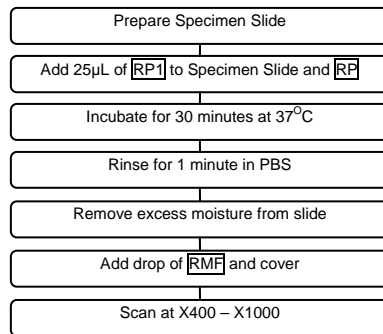 Prepare Specimen Slide
Add 25µL of RP1 to Specimen Slide and RP
Incubate for 30 minutes at 37°C
Rinse for 1 minute in PBS
Remove excess moisture from slide
Add drop of RMF and cover
Scan at X400 – X1000